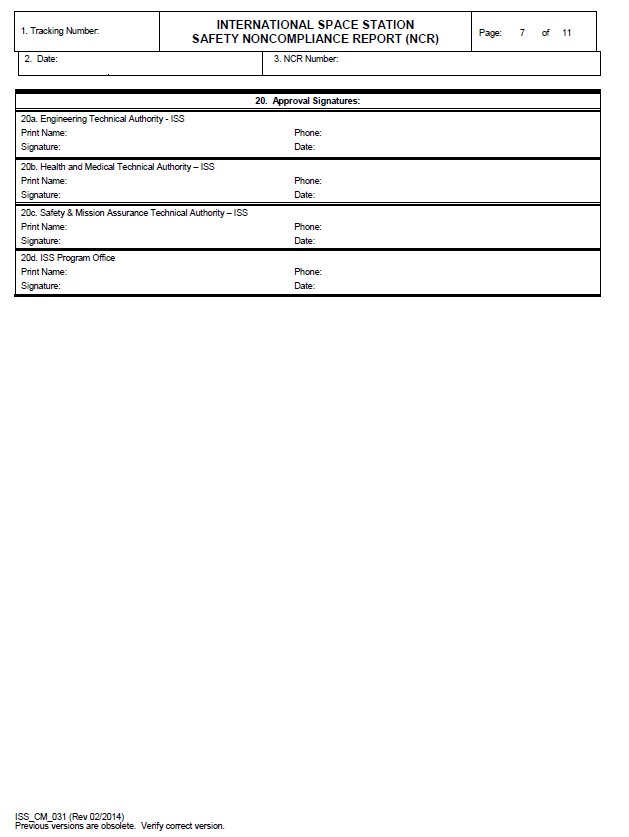 1. Tracking Number:
INTERNATIONAL SPACE STATION
SAFETY NONCOMPLIANCE REPORT (NCR)
Page: 7 of 11
2. Date:
3. NCR Number:
20. Approval Signatures:
20a. Engineering Technical Authority - ISS
Print Name: Phone:
Signature: Date:
20b. Health and Medical Technical Authority – ISS
Print Name: Phone:
Signature: Date:
20c. Safety & Mission Assurance Technical Authority – ISS
Print Name: Phone:
Signature: Date:
20d. ISS Program Office
Print Name: Phone:
Signature: Date:
ISS_CM_031 (Rev 02/2014)
Previous versions are obsolete. Verify correct version.